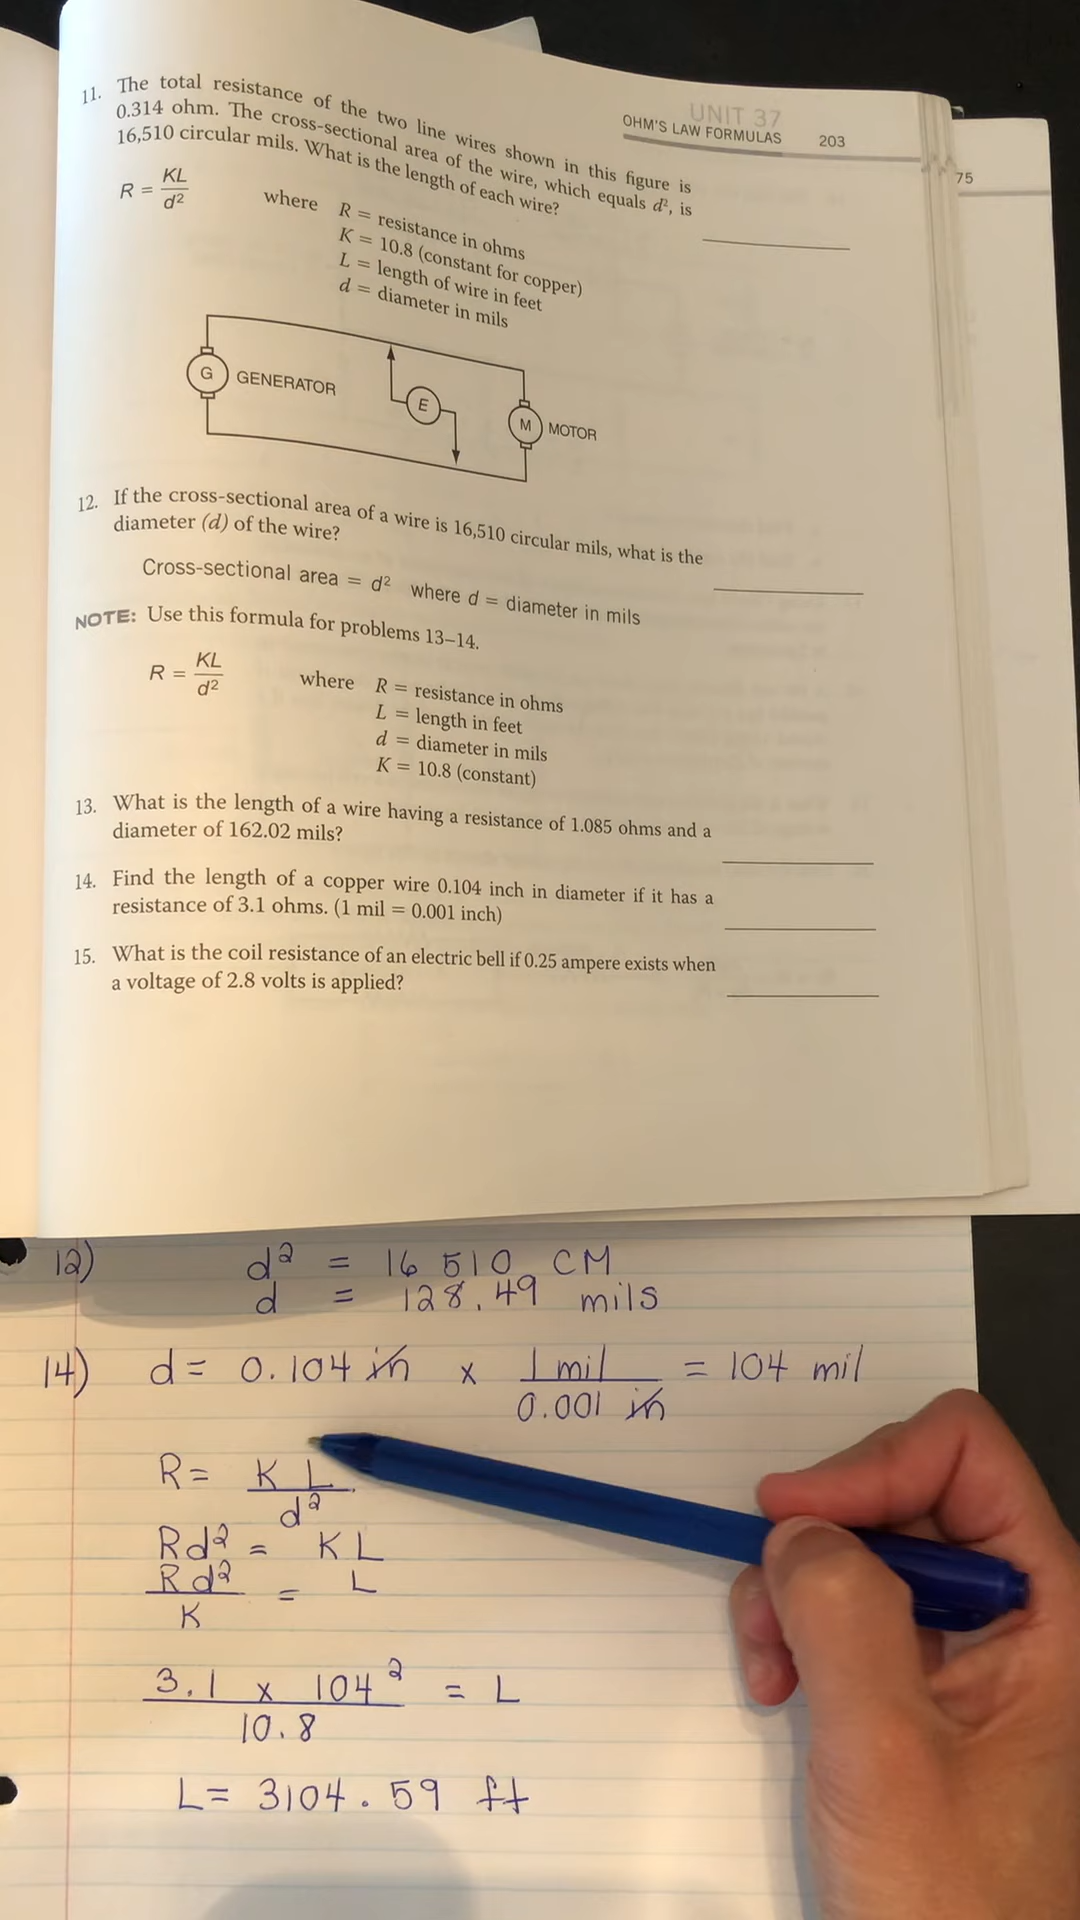 UNIT 37
OHM'S LAW FORMULAS 203
75
11. The total resistance of the two line wires shown in this figure is
0.314 ohm. The cross-sectional area of the wire, which equals d², is
16,510 circular mils. What is the length of each wire?
R = KL/d² where R = resistance in ohms
K = 10.8 (constant for copper)
L = length of wire in feet
d = diameter in mils
G GENERATOR
E
M MOTOR
12. If the cross-sectional area of a wire is 16,510 circular mils, what is the
diameter (d) of the wire?
Cross-sectional area = d² where d = diameter in mils
NOTE: Use this formula for problems 13–14.
R = KL/d² where R = resistance in ohms
L = length in feet
d = diameter in mils
K = 10.8 (constant)
13. What is the length of a wire having a resistance of 1.085 ohms and a
diameter of 162.02 mils?
14. Find the length of a copper wire 0.104 inch in diameter if it has a
resistance of 3.1 ohms. (1 mil = 0.001 inch)
15. What is the coil resistance of an electric bell if 0.25 ampere exists when
a voltage of 2.8 volts is applied?
12) d² = 16 510 CM
d = 128.49 mils
14) d = 0.104 in x 1 mil/0.001 in = 104 mil
R = K L/d²
Rd² = K L
Rd²/K = L
3.1 x 104²/10.8 = L
L = 3104.59 ft